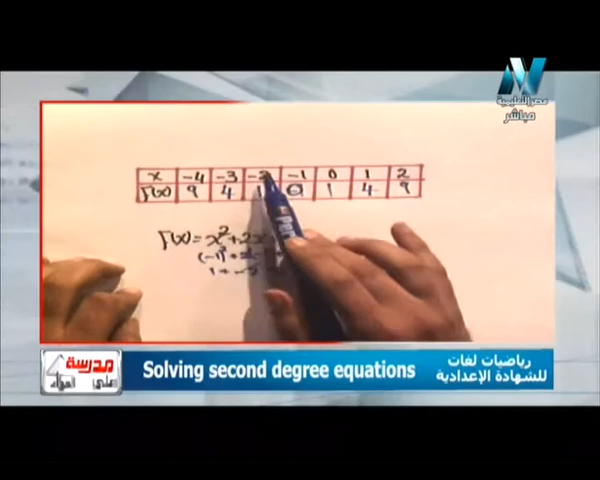 مصر التعليمية
مباشر
x -4 -3 -2 -1 0 1 2
f(x) 9 4 1 0 1 4 9
f(x) = x² + 2x
مدرسة
على الهواء
Solving second degree equations
رياضيات لغات
للشهادة الإعدادية